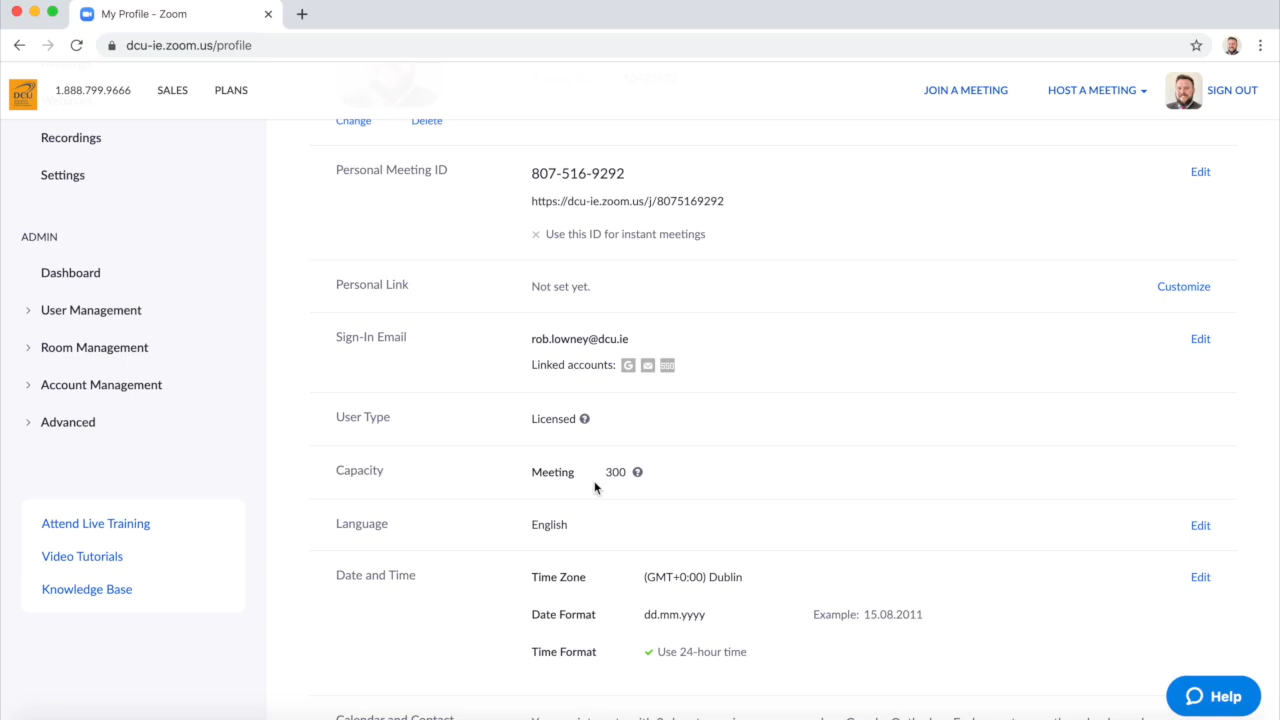 My Profile - Zoom
dcu-ie.zoom.us/profile
DCU
1.888.799.9666
SALES
PLANS
JOIN A MEETING
HOST A MEETING
SIGN OUT
Change
Delete
Recordings
Settings
ADMIN
Dashboard
User Management
Room Management
Account Management
Advanced
Attend Live Training
Video Tutorials
Knowledge Base
Personal Meeting ID
807-516-9292
Edit
https://dcu-ie.zoom.us/j/8075169292
Use this ID for instant meetings
Personal Link
Not set yet.
Customize
Sign-In Email
rob.lowney@dcu.ie
Edit
Linked accounts:
G
SSO
User Type
Licensed
Capacity
Meeting 300
Language
English
Edit
Date and Time
Time Zone (GMT+0:00) Dublin
Edit
Date Format dd.mm.yyyy Example: 15.08.2011
Time Format Use 24-hour time
Calendar and Contact
Help